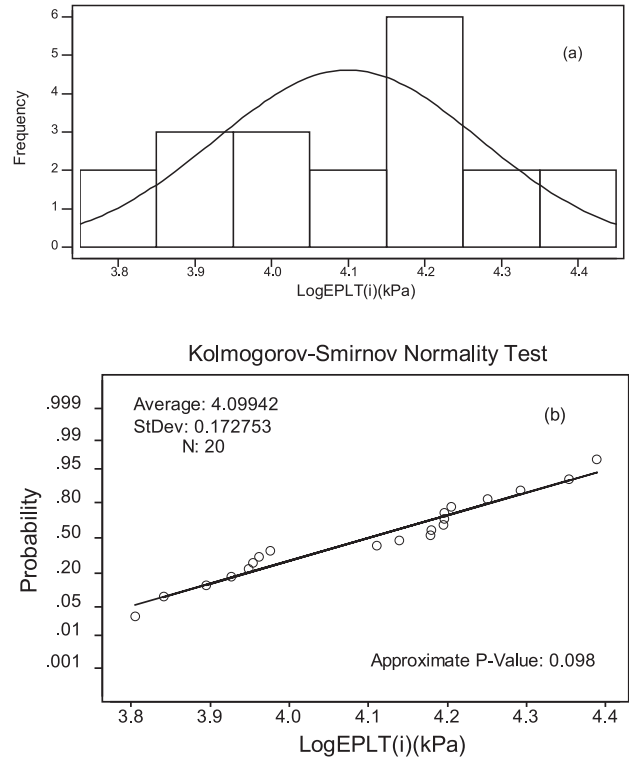 6
5
4
3
2
1
0
Frequency
(a)
3.8 3.9 4.0 4.1 4.2 4.3 4.4
LogEPLT(i)(kPa)
Kolmogorov-Smirnov Normality Test
Average: 4.09942
StDev: 0.172753
N: 20
(b)
.999
.99
.95
.80
.50
.20
.05
.01
.001
Probability
Approximate P-Value: 0.098
3.8 3.9 4.0 4.1 4.2 4.3 4.4
LogEPLT(i)(kPa)